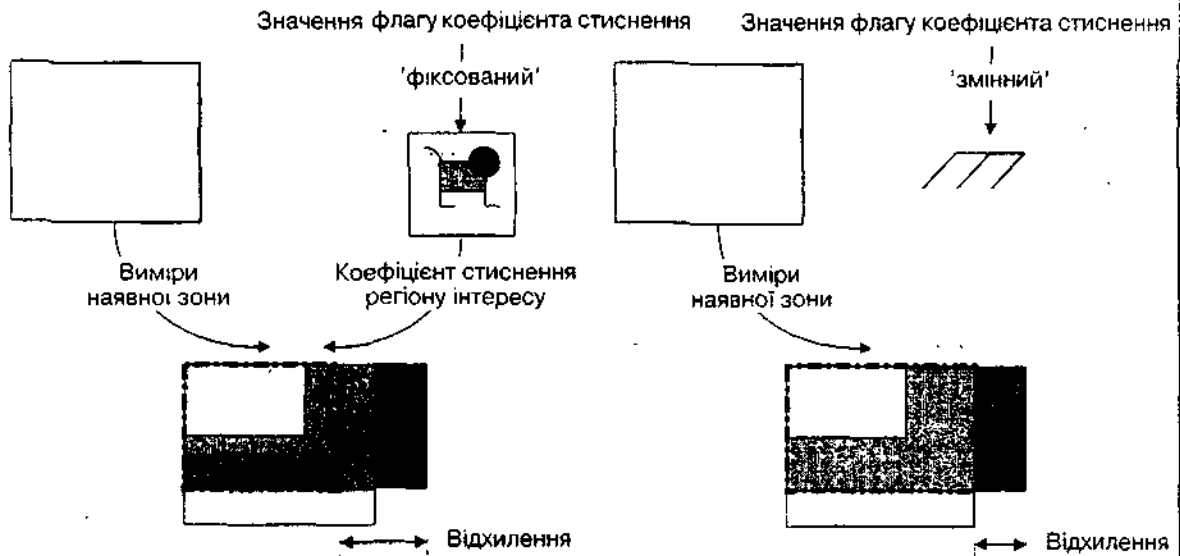 Значення флагу коефіцієнта стиснення
'фіксований'
Виміри
наявної зони
Коефіцієнт стиснення
регіону інтересу
Відхилення
Значення флагу коефіцієнта стиснення
'змінний'
Виміри
наявної зони
Відхилення